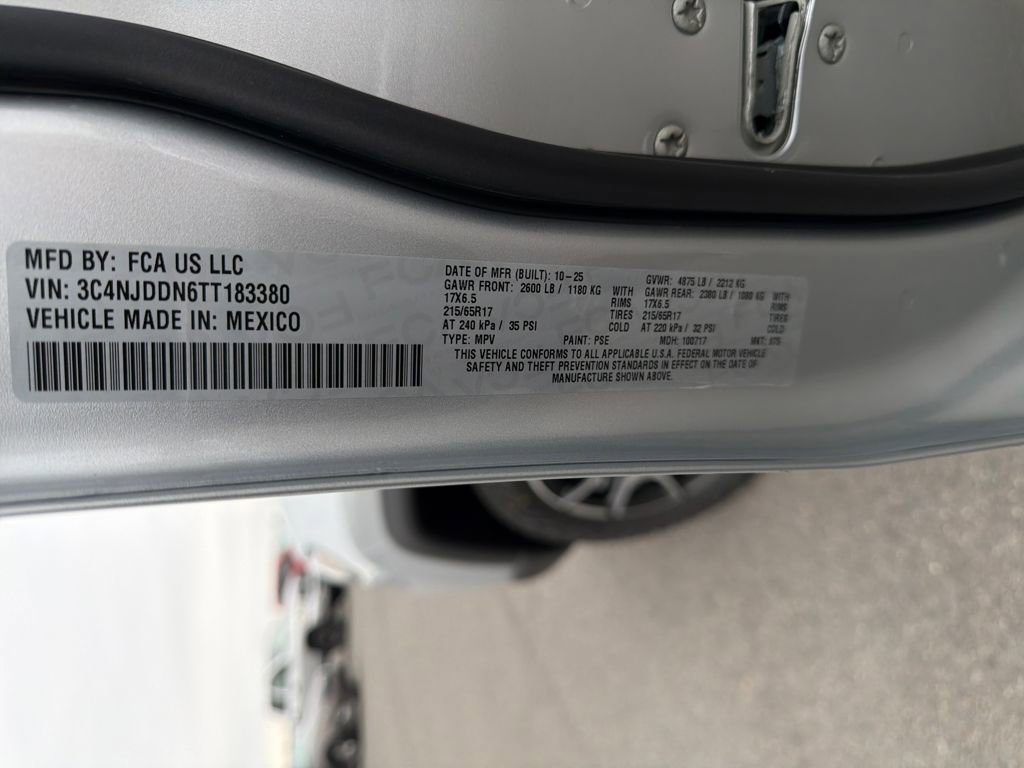 MFD BY: FCA US LLC
VIN: 3C4NJDDN6TT183380
VEHICLE MADE IN: MEXICO
DATE OF MFR (BUILT): 10-25
GAWR FRONT: 2600 LB / 1180 KG WITH
17X6.5 RIMS
215/65R17 TIRES
AT 240 kPa / 35 PSI COLD
TYPE: MPV PAINT: PSE
GVWR: 4875 LB / 2212 KG
GAWR REAR: 2380 LB / 1080 KG WITH
17X6.5 RIMS
215/65R17 TIRES
AT 220 kPa / 32 PSI COLD
MDH: 100717 MKT:
THIS VEHICLE CONFORMS TO ALL APPLICABLE U.S.A. FEDERAL MOTOR VEHICLE
SAFETY AND THEFT PREVENTION STANDARDS IN EFFECT ON THE DATE OF
MANUFACTURE SHOWN ABOVE.